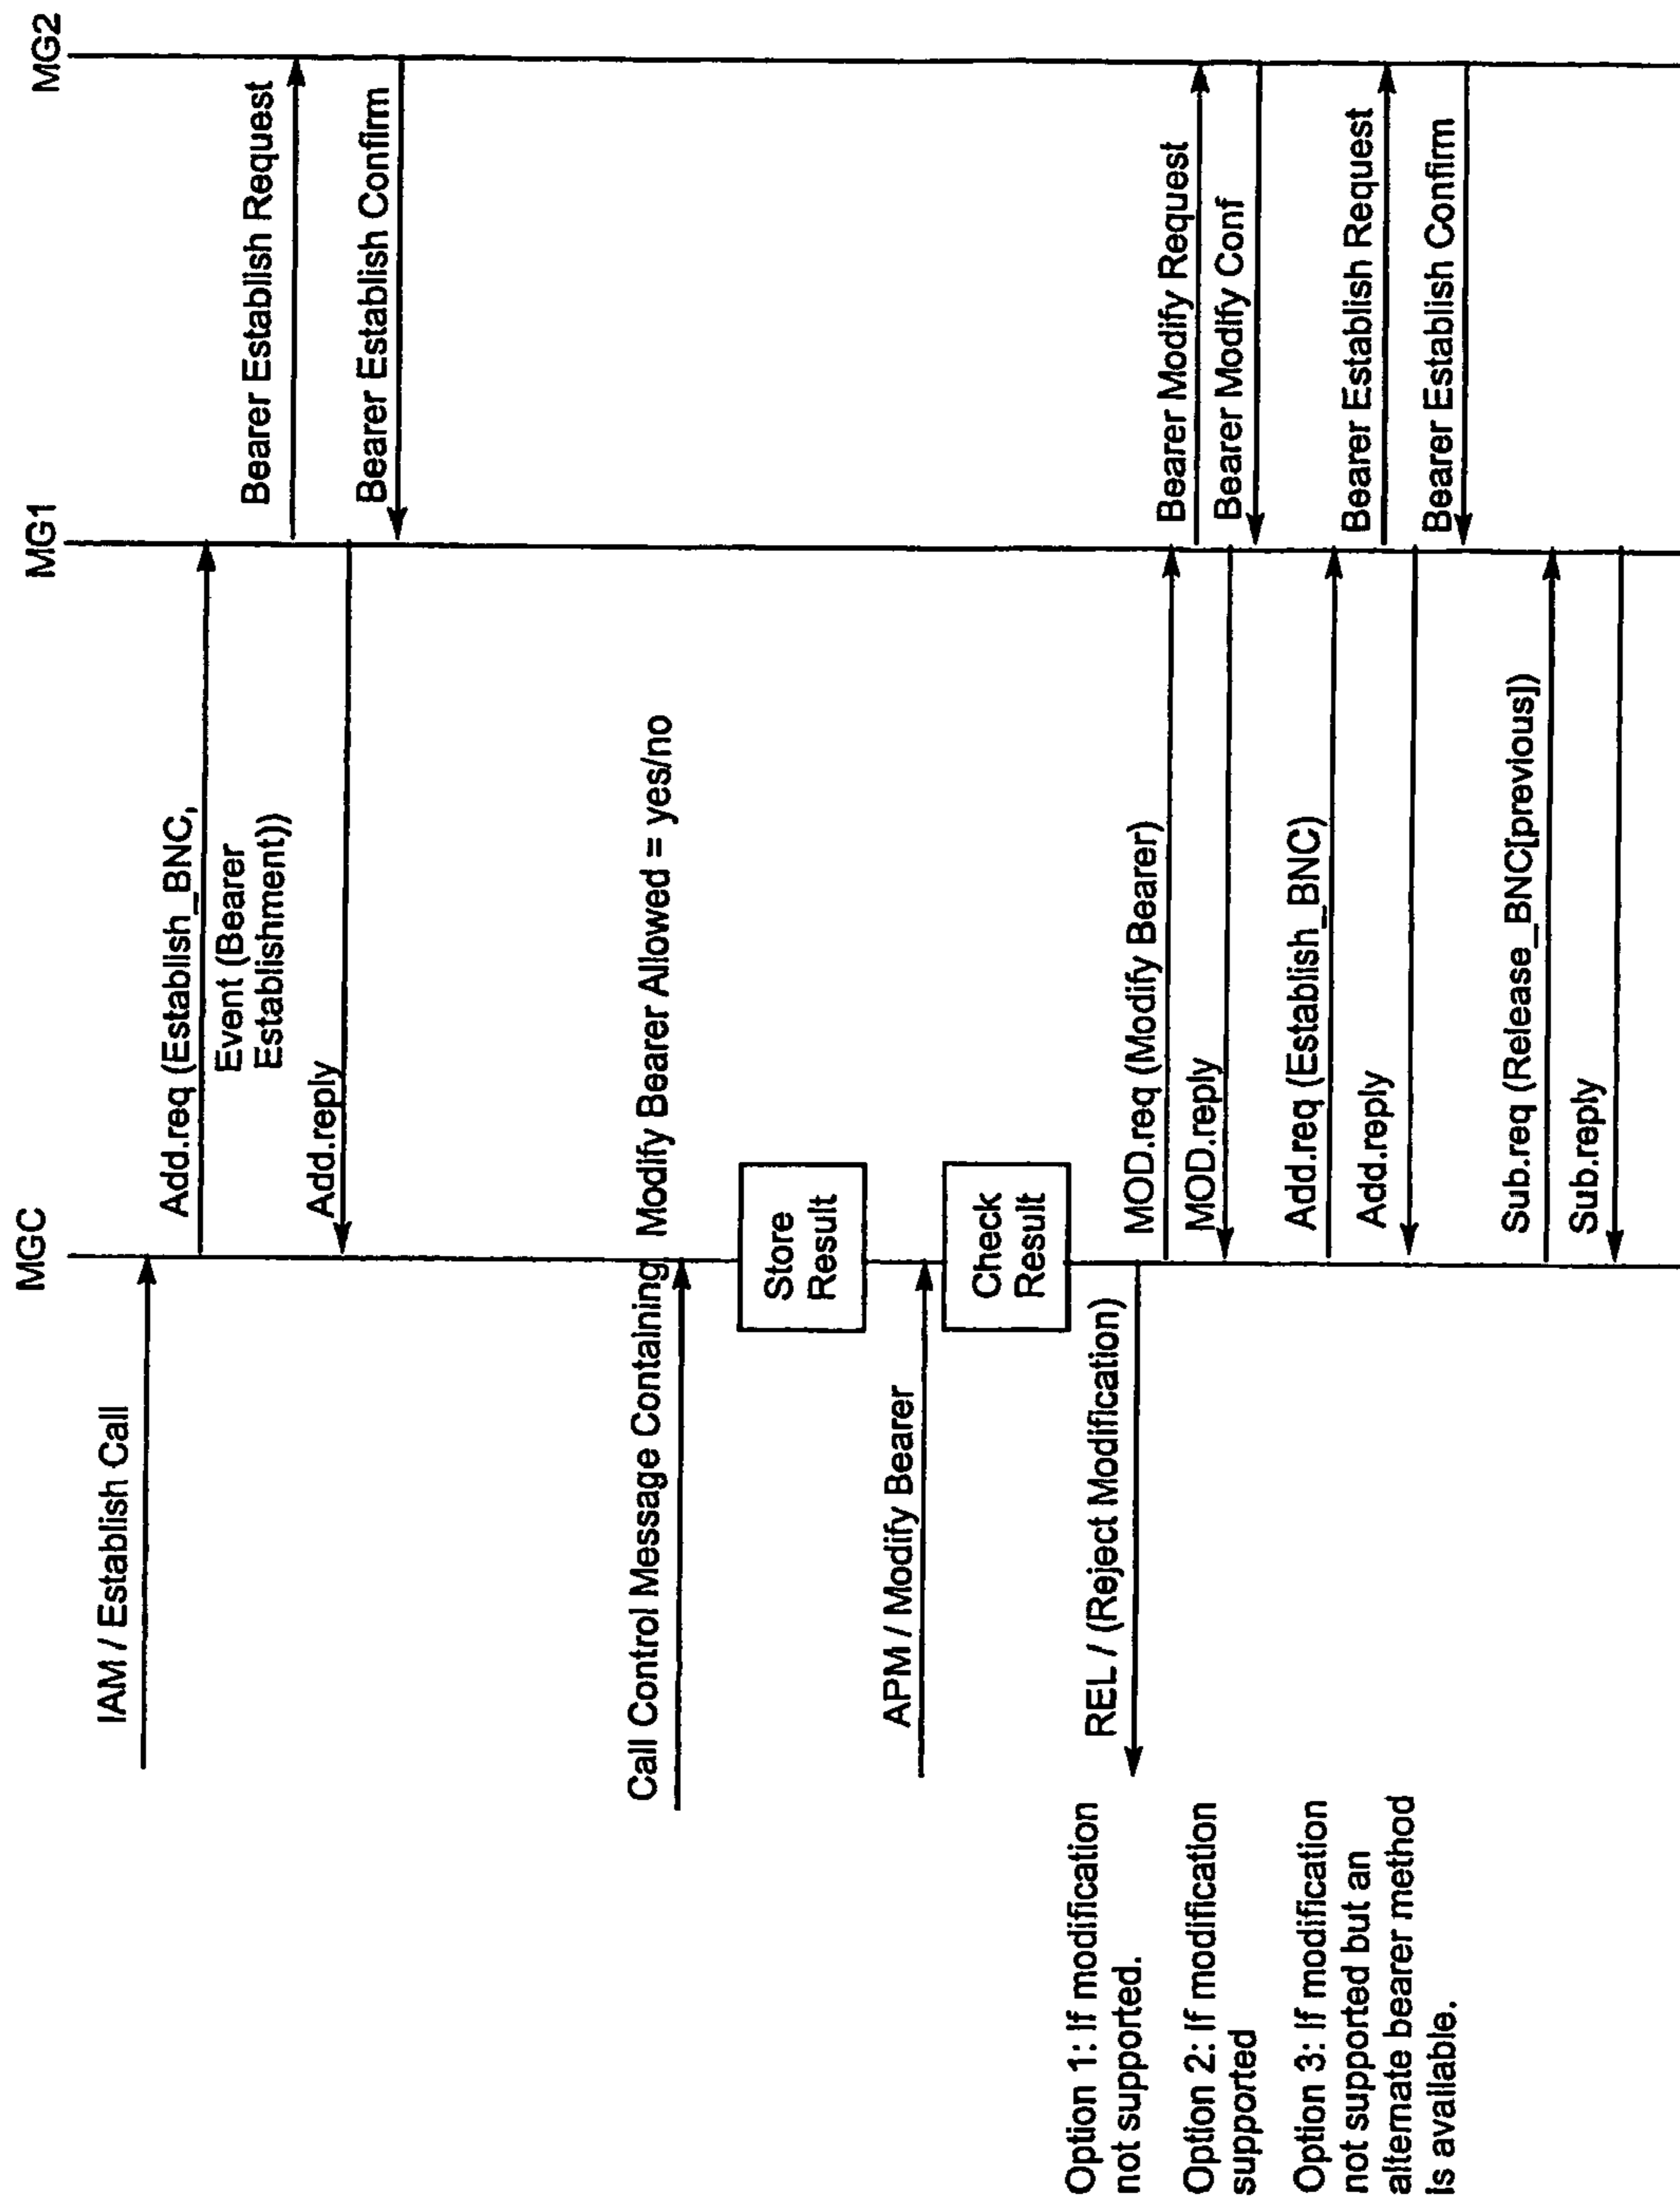 MGC
MG1
MG2
IAM / Establish Call
Add.req (Establish_BNC,
Event (Bearer
Establishment))
Bearer Establish Request
Add.reply
Bearer Establish Confirm
Call Control Message Containing Modify Bearer Allowed = yes/no
Store
Result
APM / Modify Bearer
Check
Result
Option 1: If modification
not supported.
REL / (Reject Modification)
Option 2: If modification
supported
MOD.req (Modify Bearer)
Bearer Modify Request
MOD.reply
Bearer Modify Conf
Option 3: If modification
not supported but an
alternate bearer method
is available.
Add.req (Establish_BNC)
Bearer Establish Request
Add.reply
Bearer Establish Confirm
Sub.req (Release_BNC[previous])
Sub.reply